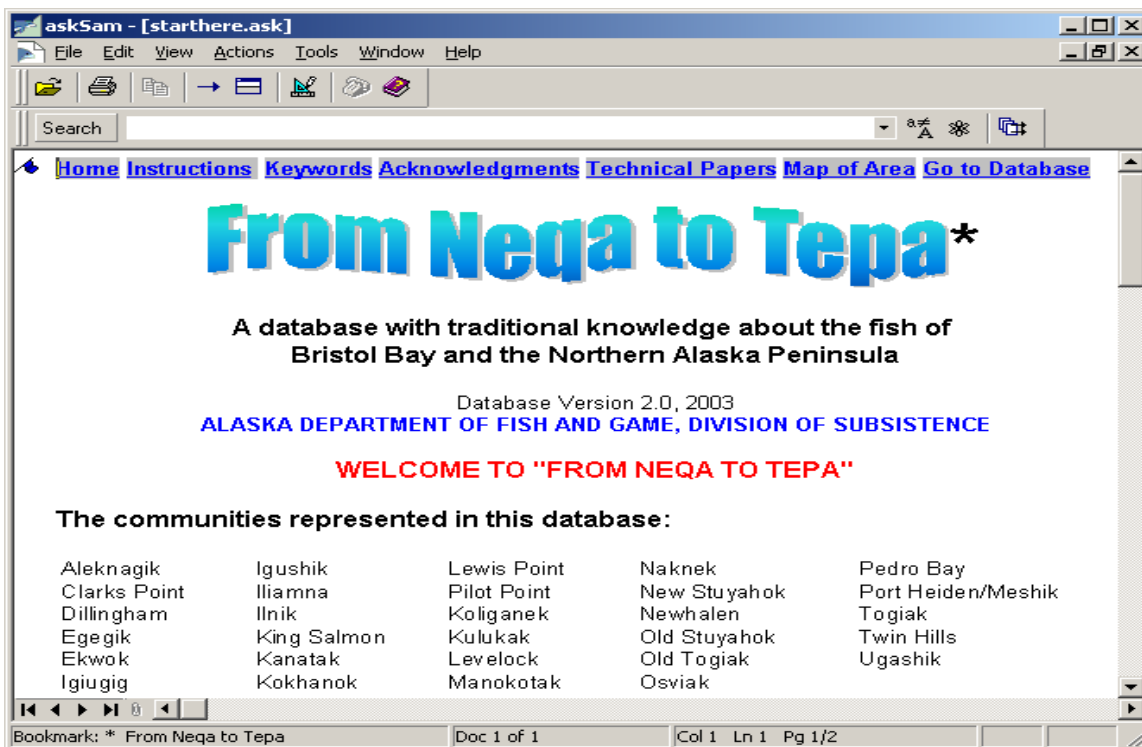 askSam - [starthere.ask]
File Edit View Actions Tools Window Help
Search
Home Instructions Keywords Acknowledgments Technical Papers Map of Area Go to Database
From Neqa to Tepa*
A database with traditional knowledge about the fish of
Bristol Bay and the Northern Alaska Peninsula
Database Version 2.0, 2003
ALASKA DEPARTMENT OF FISH AND GAME, DIVISION OF SUBSISTENCE
WELCOME TO "FROM NEQA TO TEPA"
The communities represented in this database:
Aleknagik Igushik Lewis Point Naknek Pedro Bay
Clarks Point Iliamna Pilot Point New Stuyahok Port Heiden/Meshik
Dillingham Ilnik Koliganek Newhalen Togiak
Egegik King Salmon Kulukak Old Stuyahok Twin Hills
Ekwok Kanatak Levelock Old Togiak Ugashik
Igiugig Kokhanok Manokotak Osviak
Bookmark: * From Neqa to Tepa Doc 1 of 1 Col 1 Ln 1 Pg 1/2